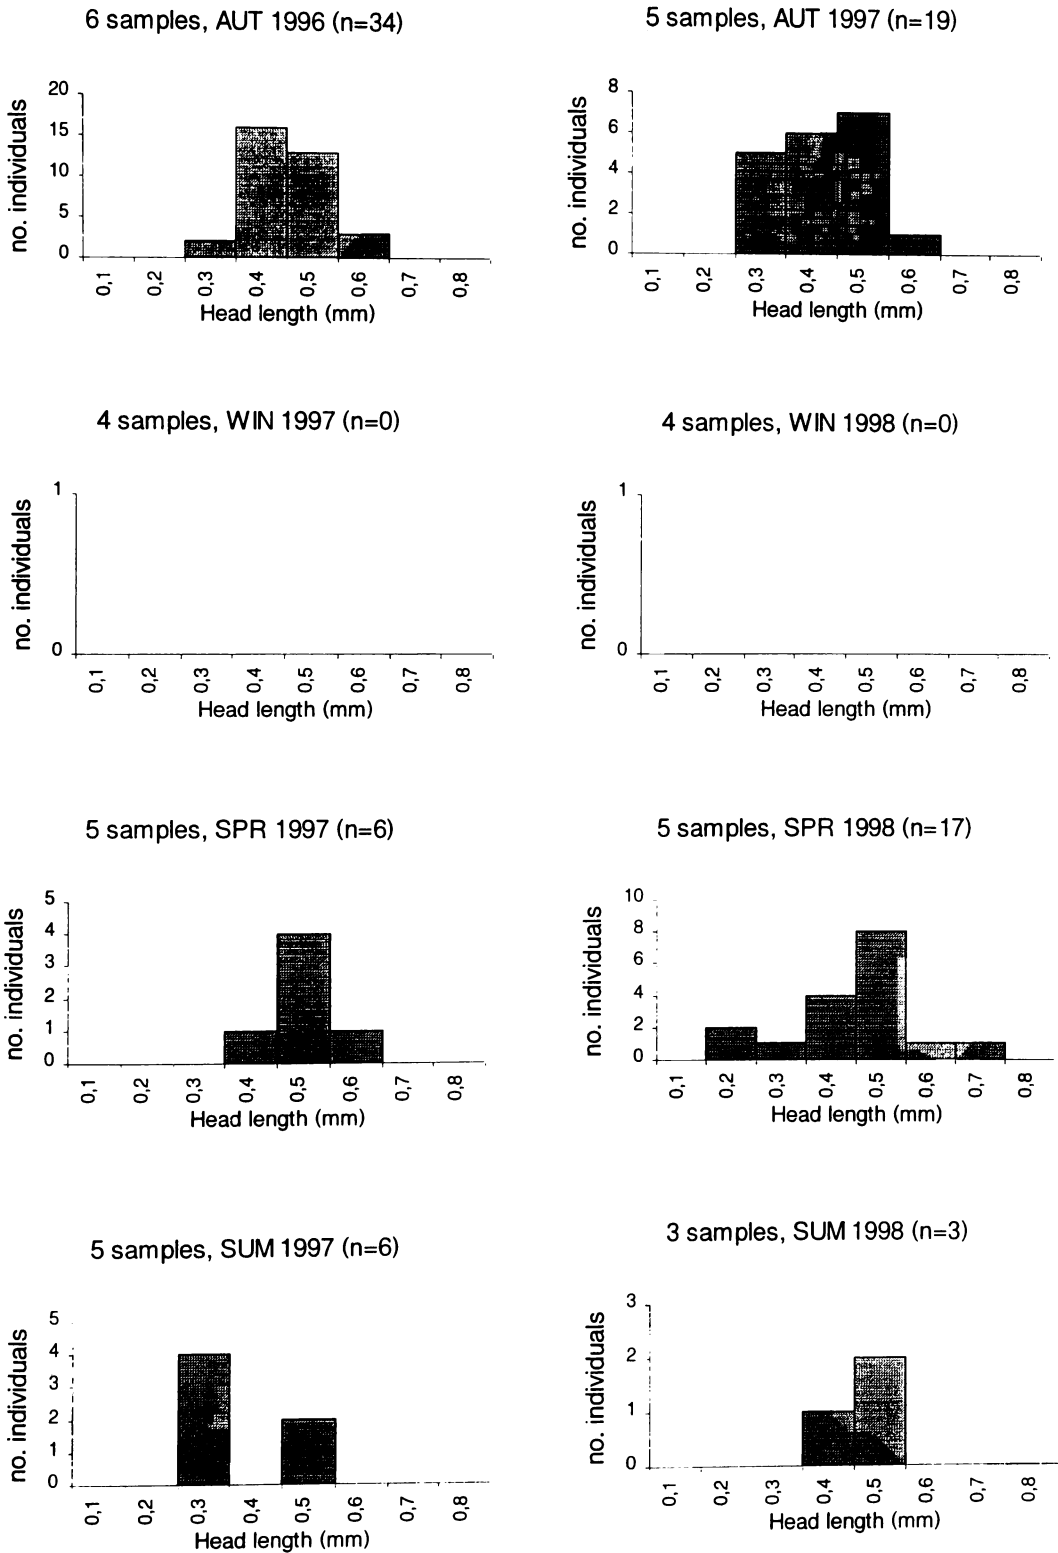 6 samples, AUT 1996 (n=34)
no. individuals
20
15
10
5
0
0,1 0,2 0,3 0,4 0,5 0,6 0,7 0,8
Head length (mm)
5 samples, AUT 1997 (n=19)
no. individuals
8
6
4
2
0
0,1 0,2 0,3 0,4 0,5 0,6 0,7 0,8
Head length (mm)
4 samples, WIN 1997 (n=0)
no. individuals
1
0
0,1 0,2 0,3 0,4 0,5 0,6 0,7 0,8
Head length (mm)
4 samples, WIN 1998 (n=0)
no. individuals
1
0
0,1 0,2 0,3 0,4 0,5 0,6 0,7 0,8
Head length (mm)
5 samples, SPR 1997 (n=6)
no. individuals
5
4
3
2
1
0
0,1 0,2 0,3 0,4 0,5 0,6 0,7 0,8
Head length (mm)
5 samples, SPR 1998 (n=17)
no. individuals
10
8
6
4
2
0
0,1 0,2 0,3 0,4 0,5 0,6 0,7 0,8
Head length (mm)
5 samples, SUM 1997 (n=6)
no. individuals
5
4
3
2
1
0
0,1 0,2 0,3 0,4 0,5 0,6 0,7 0,8
Head length (mm)
3 samples, SUM 1998 (n=3)
no. individuals
3
2
1
0
0,1 0,2 0,3 0,4 0,5 0,6 0,7 0,8
Head length (mm)